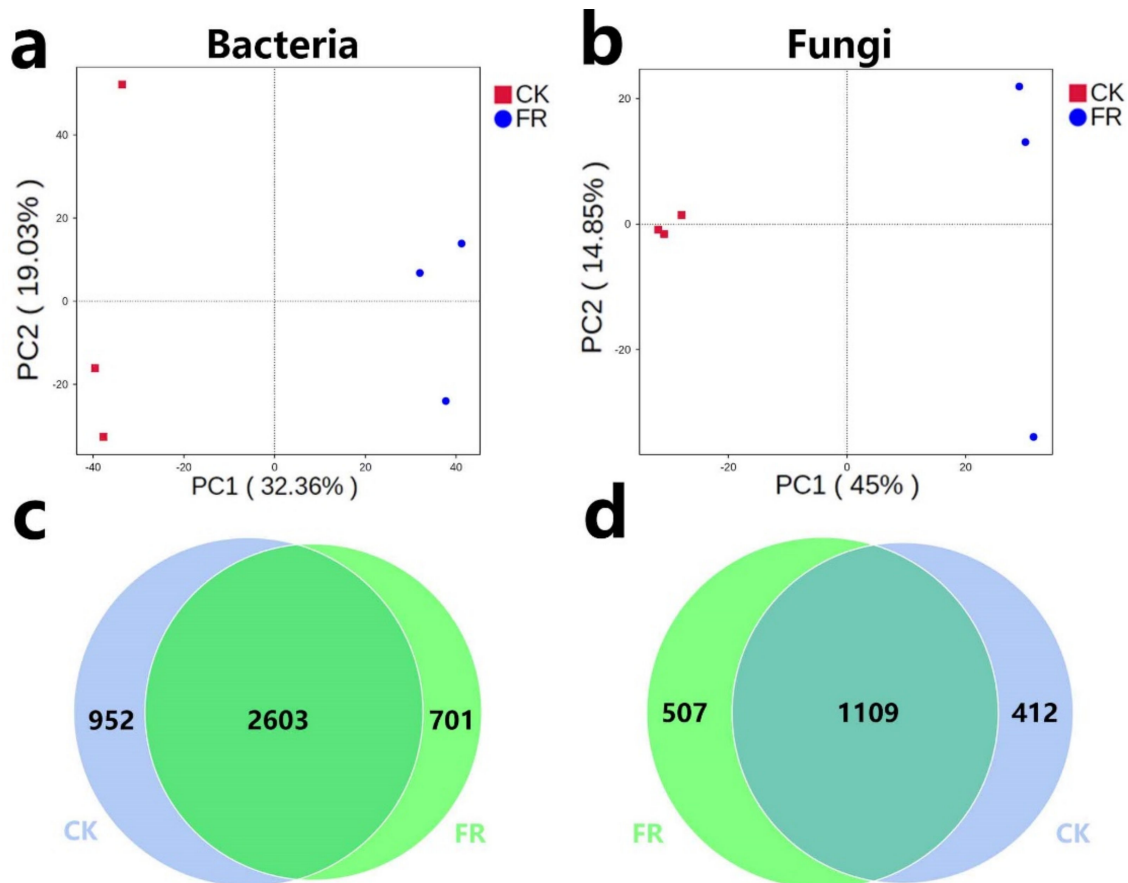 a Bacteria
CK
FR
40
20
0
-20
PC2 ( 19.03% )
-40 -20 0 20 40
PC1 ( 32.36% )
b Fungi
CK
FR
20
0
-20
PC2 ( 14.85% )
-20 0 20
PC1 ( 45% )
c
952 2603 701
CK FR
d
507 1109 412
FR CK